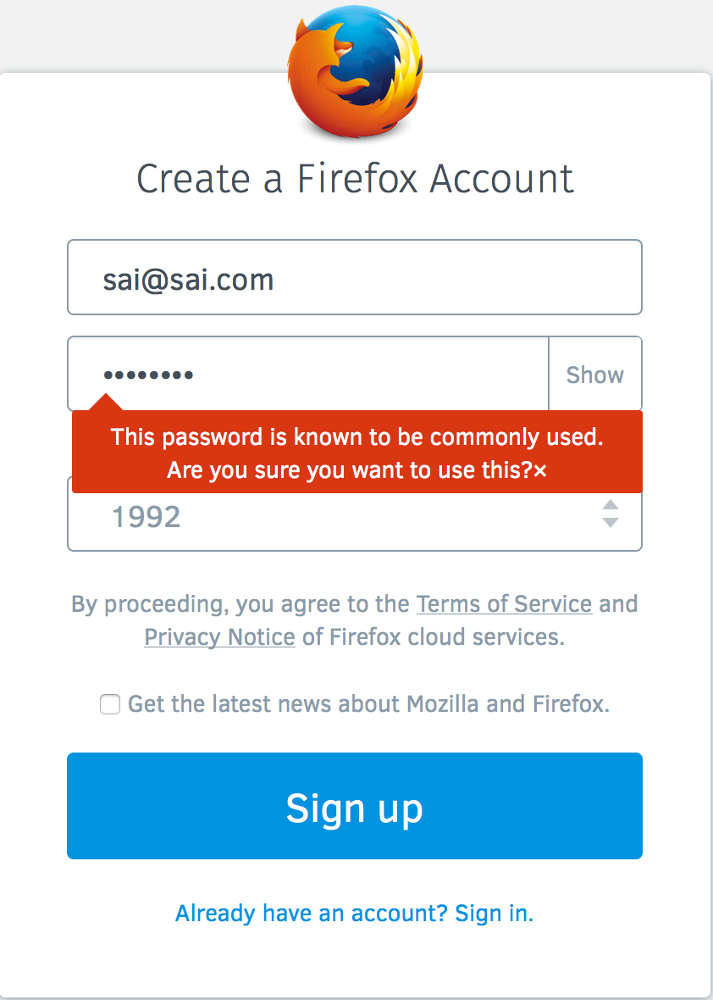 Create a Firefox Account
sai@sai.com
••••••••
Show
This password is known to be commonly used.
Are you sure you want to use this?×
1992
By proceeding, you agree to the Terms of Service and
Privacy Notice of Firefox cloud services.
Get the latest news about Mozilla and Firefox.
Sign up
Already have an account? Sign in.